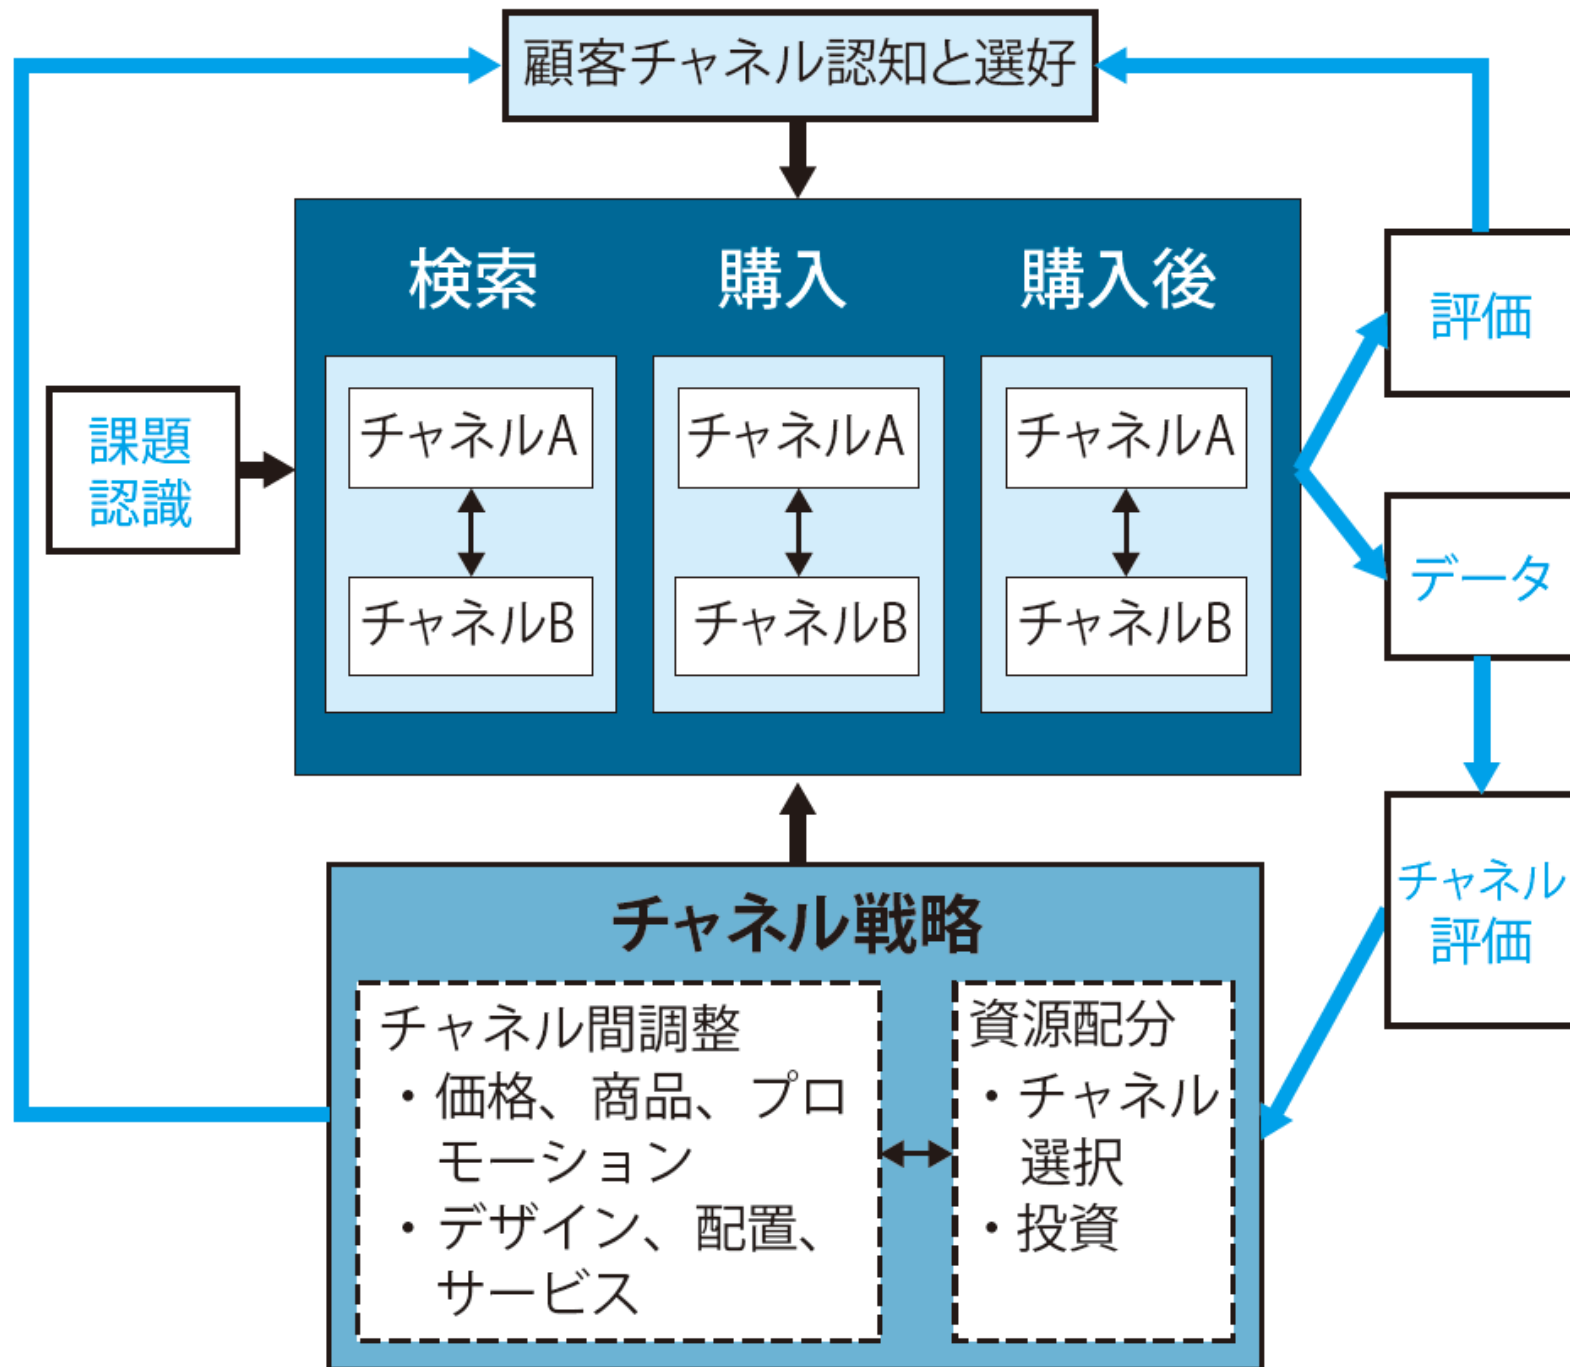 顧客チャネル認知と選好
検索
購入
購入後
チャネルA
チャネルA
チャネルA
チャネルB
チャネルB
チャネルB
課題
認識
評価
データ
チャネル
評価
チャネル戦略
チャネル間調整
・価格、商品、プロ
モーション
・デザイン、配置、
サービス
資源配分
・チャネル
選択
・投資